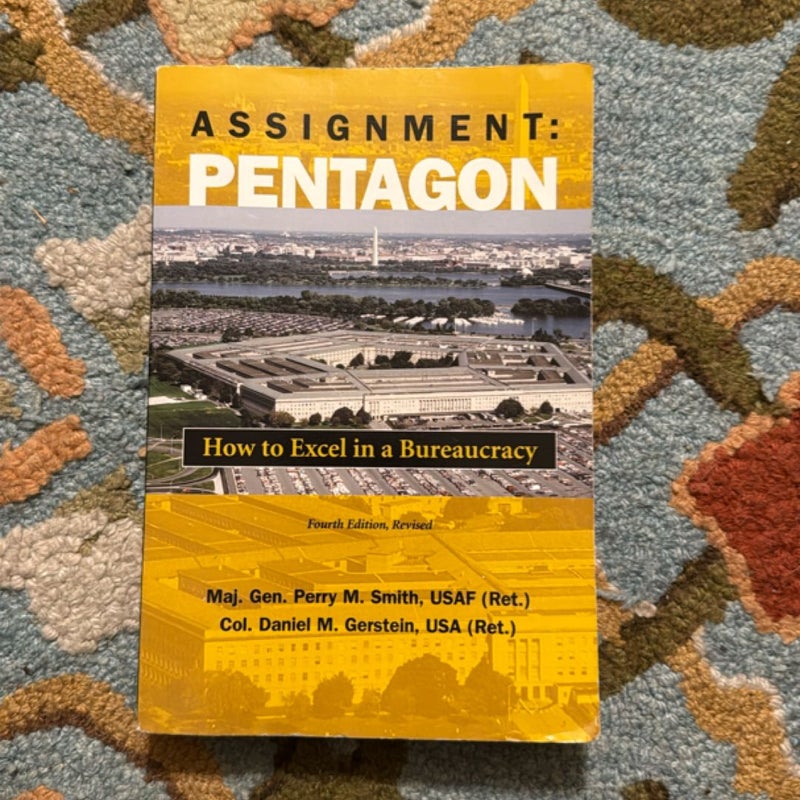 ASSIGNMENT:
PENTAGON
How to Excel in a Bureaucracy
Fourth Edition, Revised
Maj. Gen. Perry M. Smith, USAF (Ret.)
Col. Daniel M. Gerstein, USA (Ret.)